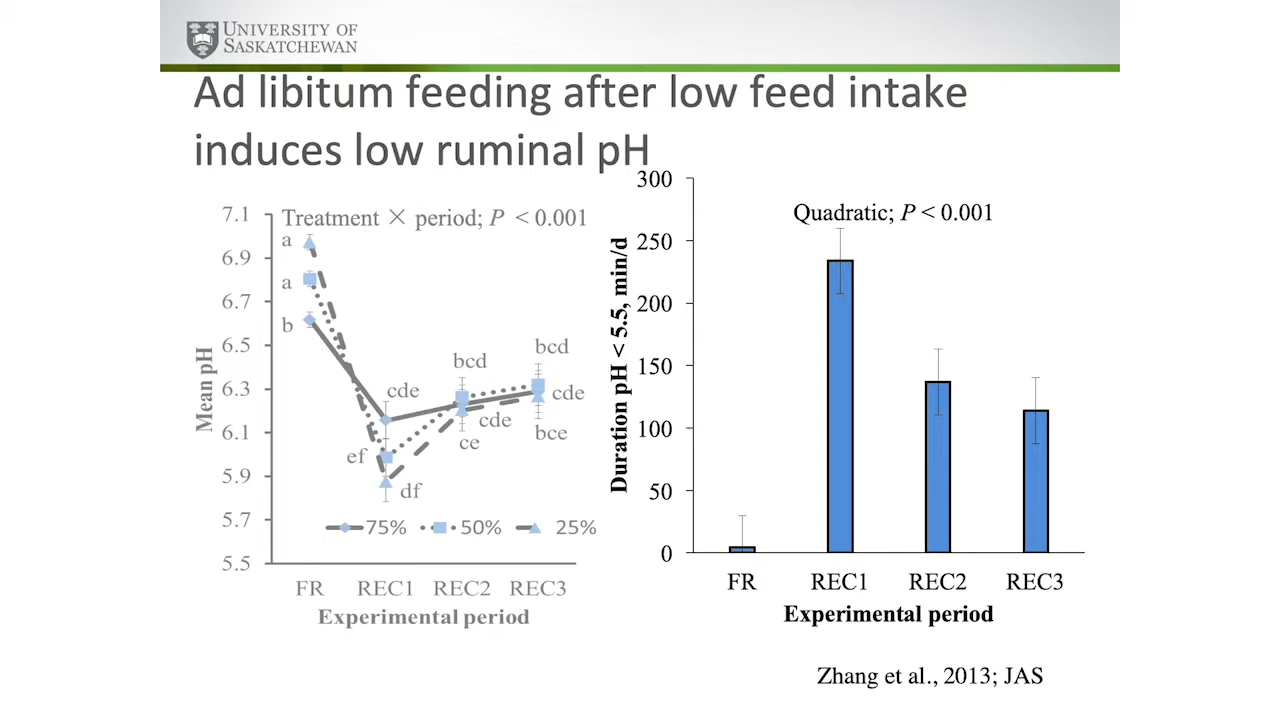 UNIVERSITY OF
SASKATCHEWAN
Ad libitum feeding after low feed intake
induces low ruminal pH
Treatment × period; P < 0.001
Mean pH
7.1
6.9
6.7
6.5
6.3
6.1
5.9
5.7
5.5
a
a
b
cde
ef
df
bcd
cde
ce
bcd
cde
bce
75%
50%
25%
FR REC1 REC2 REC3
Experimental period
Quadratic; P < 0.001
Duration pH < 5.5, min/d
300
250
200
150
100
50
0
FR REC1 REC2 REC3
Experimental period
Zhang et al., 2013; JAS